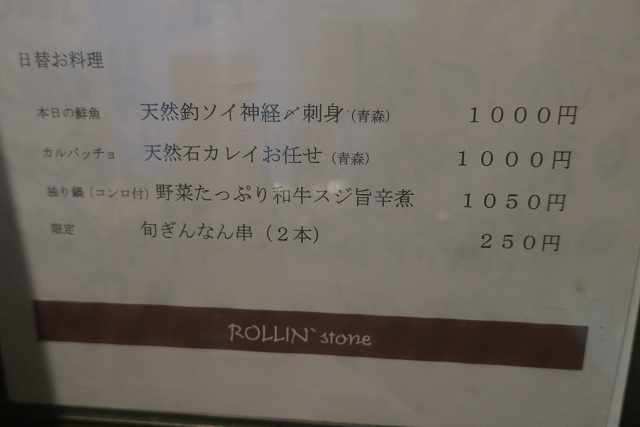 日替お料理
本日の鮮魚 天然釣ソイ神経〆刺身(青森) 1000円
カルパッチョ 天然石カレイお任せ(青森) 1000円
独り鍋(コンロ付) 野菜たっぷり和牛スジ旨辛煮 1050円
限定 旬ぎんなん串(2本) 250円
ROLLIN`stone